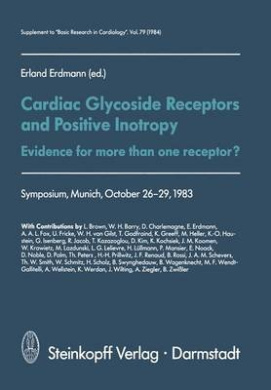 Supplement to "Basic Research in Cardiology", Vol. 79 (1984)
Erland Erdmann (ed.)
Cardiac Glycoside Receptors
and Positive Inotropy
Evidence for more than one receptor?
Symposium, Munich, October 26–29, 1983
With Contributions by L. Brown, W. H. Barry, D. Charlemagne, E. Erdmann,
A. A. L. Fox, U. Fricke, W. H. van Gilst, T. Godfraind, K. Greeff, M. Heller, K.-O. Hau-
stein, G. Isenberg, R. Jacob, T. Kazazoglou, D. Kim, K. Kochsiek, J. M. Koomen,
W. Krawietz, M. Lazdunski, L. G. Lelievre, H. Lüllmann, P. Mansier, E. Noack,
D. Noble, D. Palm, Th. Peters, H.-H. Prillwitz, J. F. Renaud, B. Rossi, J. A. M. Schevers,
Th. W. Smith, W. Schmitz, H. Scholz, B. Swynghedauw, B. Wagenknecht, M. F. Wendt-
Gallitelli, A. Wellstein, K. Werdan, J. Wilting, A. Ziegler, B. Zwißler
Steinkopff Verlag · Darmstadt